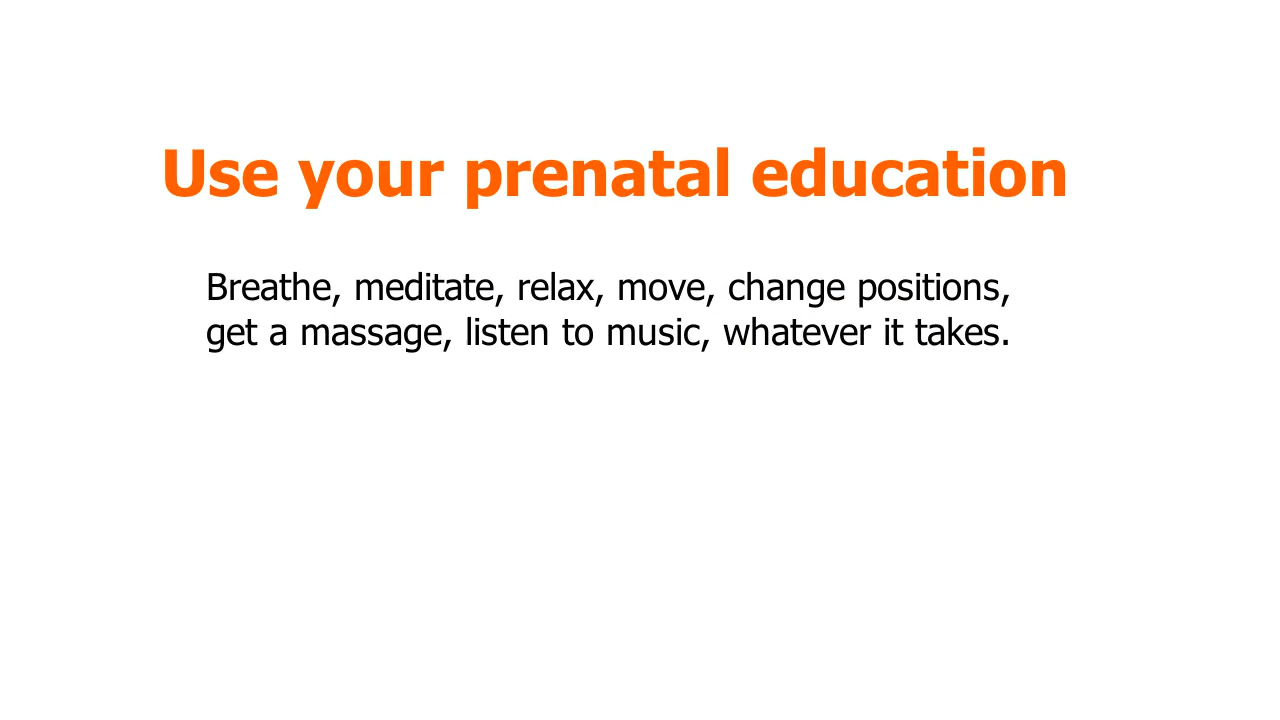 Use your prenatal education
Breathe, meditate, relax, move, change positions,
get a massage, listen to music, whatever it takes.